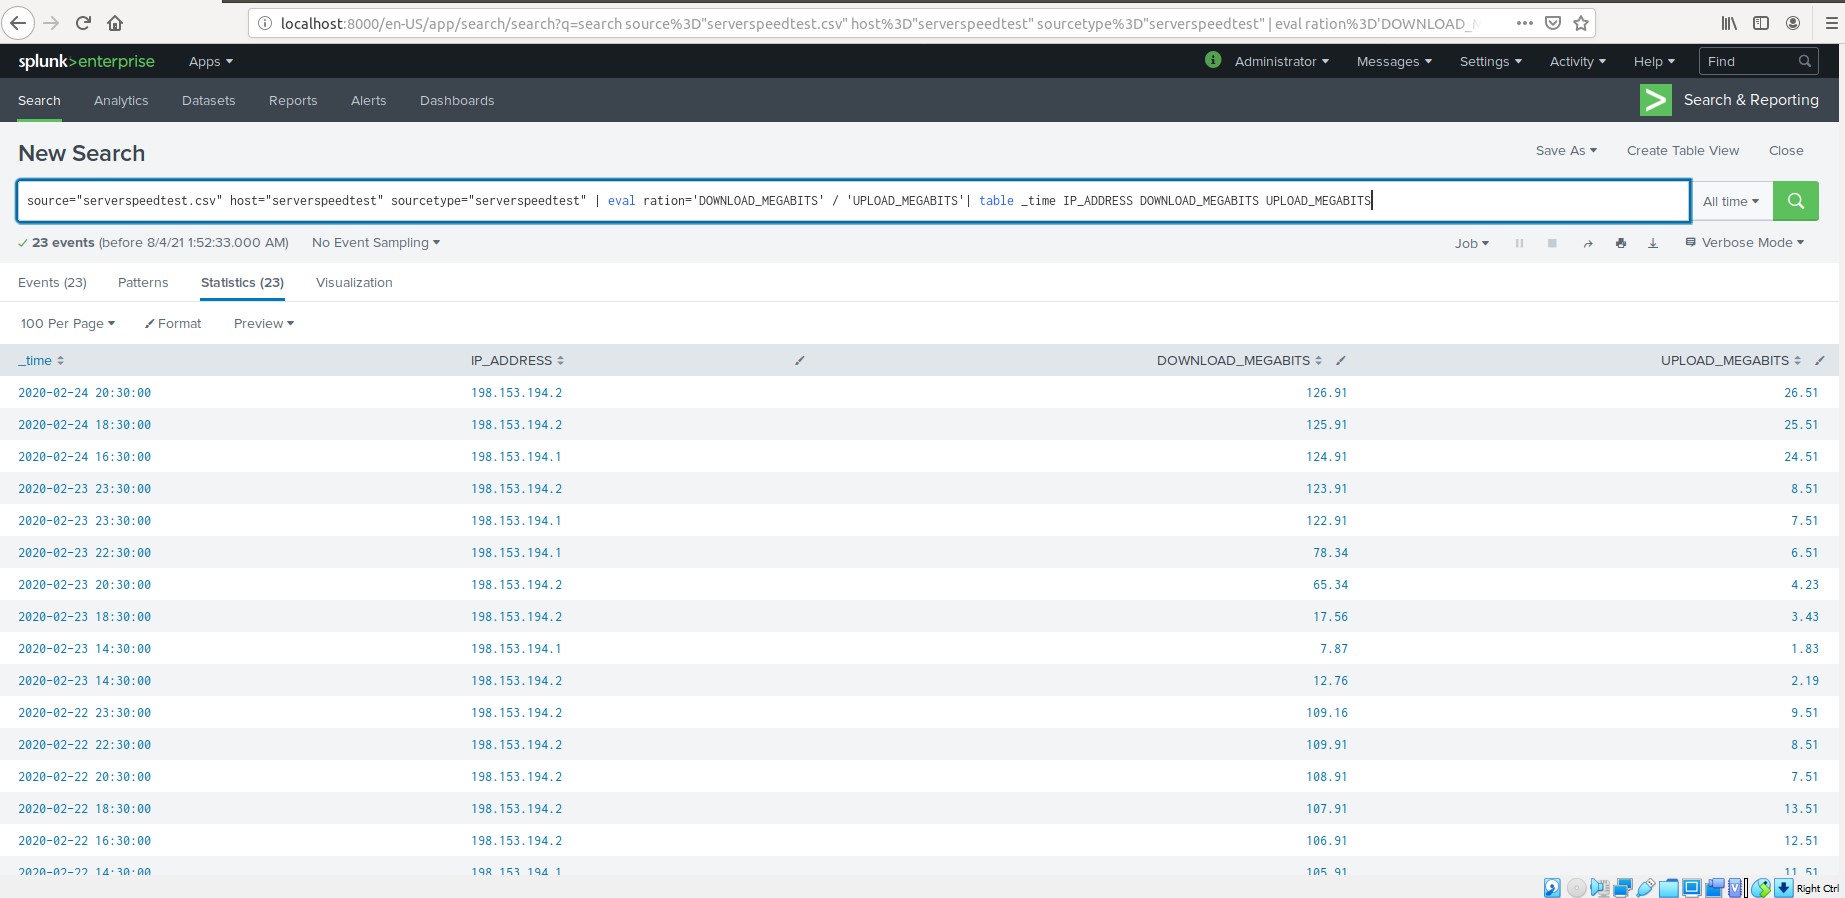 localhost:8000/en-US/app/search/search?q=search source%3D"serverspeedtest.csv" host%3D"serverspeedtest" sourcetype%3D"serverspeedtest" | eval ration%3D'DOWNLOAD_
splunk>enterprise Apps Administrator Messages Settings Activity Help Find
Search Analytics Datasets Reports Alerts Dashboards Search & Reporting
New Search Save As Create Table View Close
source="serverspeedtest.csv" host="serverspeedtest" sourcetype="serverspeedtest" | eval ration='DOWNLOAD_MEGABITS' / 'UPLOAD_MEGABITS'| table _time IP_ADDRESS DOWNLOAD_MEGABITS UPLOAD_MEGABITS All time
✓ 23 events (before 8/4/21 1:52:33.000 AM) No Event Sampling Job Verbose Mode
Events (23) Patterns Statistics (23) Visualization
100 Per Page Format Preview
_time IP_ADDRESS DOWNLOAD_MEGABITS UPLOAD_MEGABITS
2020-02-24 20:30:00 198.153.194.2 126.91 26.51
2020-02-24 18:30:00 198.153.194.2 125.91 25.51
2020-02-24 16:30:00 198.153.194.1 124.91 24.51
2020-02-23 23:30:00 198.153.194.2 123.91 8.51
2020-02-23 23:30:00 198.153.194.1 122.91 7.51
2020-02-23 22:30:00 198.153.194.1 78.34 6.51
2020-02-23 20:30:00 198.153.194.2 65.34 4.23
2020-02-23 18:30:00 198.153.194.2 17.56 3.43
2020-02-23 14:30:00 198.153.194.1 7.87 1.83
2020-02-23 14:30:00 198.153.194.2 12.76 2.19
2020-02-22 23:30:00 198.153.194.2 109.16 9.51
2020-02-22 22:30:00 198.153.194.2 109.91 8.51
2020-02-22 20:30:00 198.153.194.2 108.91 7.51
2020-02-22 18:30:00 198.153.194.2 107.91 13.51
2020-02-22 16:30:00 198.153.194.2 106.91 12.51
2020-02-22 14:30:00 198.153.194.1 105.91 11.51
Right Ctrl